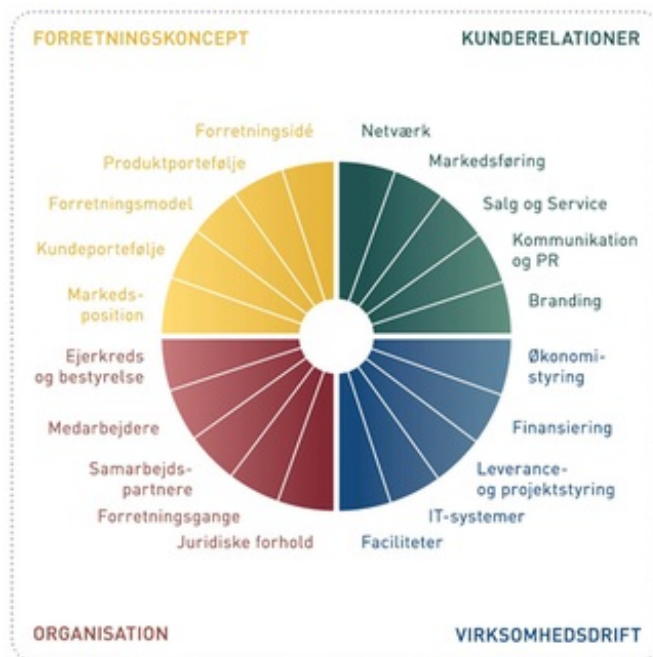 FORRETNINGSKONCEPT
KUNDERELATIONER
Forretningsidé
Produktportefølje
Forretningsmodel
Kundeportefølje
Markeds-
position
Netværk
Markedsføring
Salg og Service
Kommunikation
og PR
Branding
Ejerkreds
og bestyrelse
Medarbejdere
Samarbejds-
partnere
Forretningsgange
Juridiske forhold
Økonomi-
styring
Finansiering
Leverance-
og projektstyring
IT-systemer
Faciliteter
ORGANISATION
VIRKSOMHEDSDRIFT